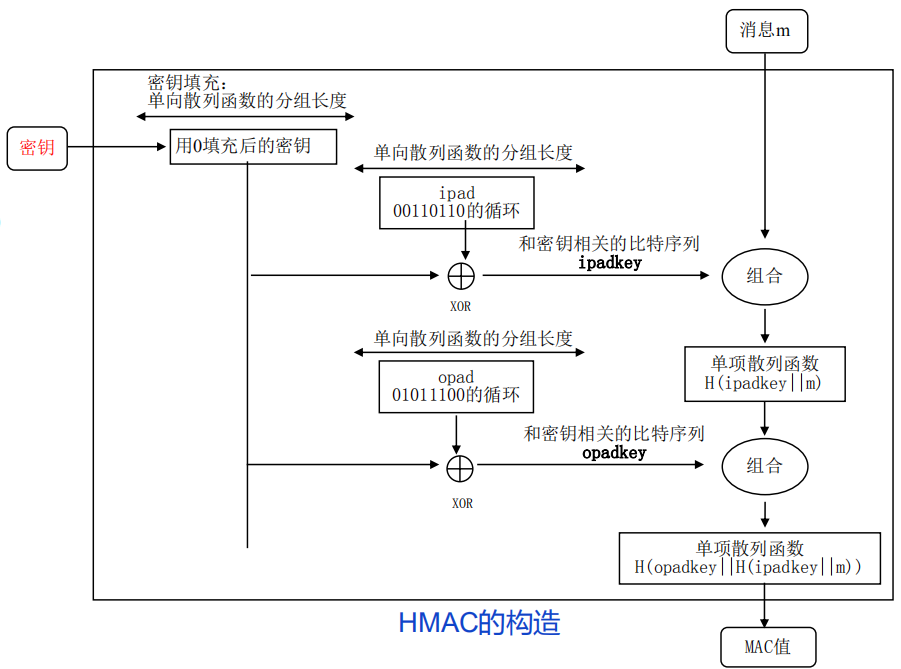 消息m
密钥填充:
单向散列函数的分组长度
密钥
用0填充后的密钥
单向散列函数的分组长度
ipad
00110110的循环
和密钥相关的比特序列
ipadkey
组合
XOR
单向散列函数的分组长度
单项散列函数
H(ipadkey||m)
opad
01011100的循环
和密钥相关的比特序列
opadkey
组合
XOR
单项散列函数
H(opadkey||H(ipadkey||m))
HMAC的构造
MAC值